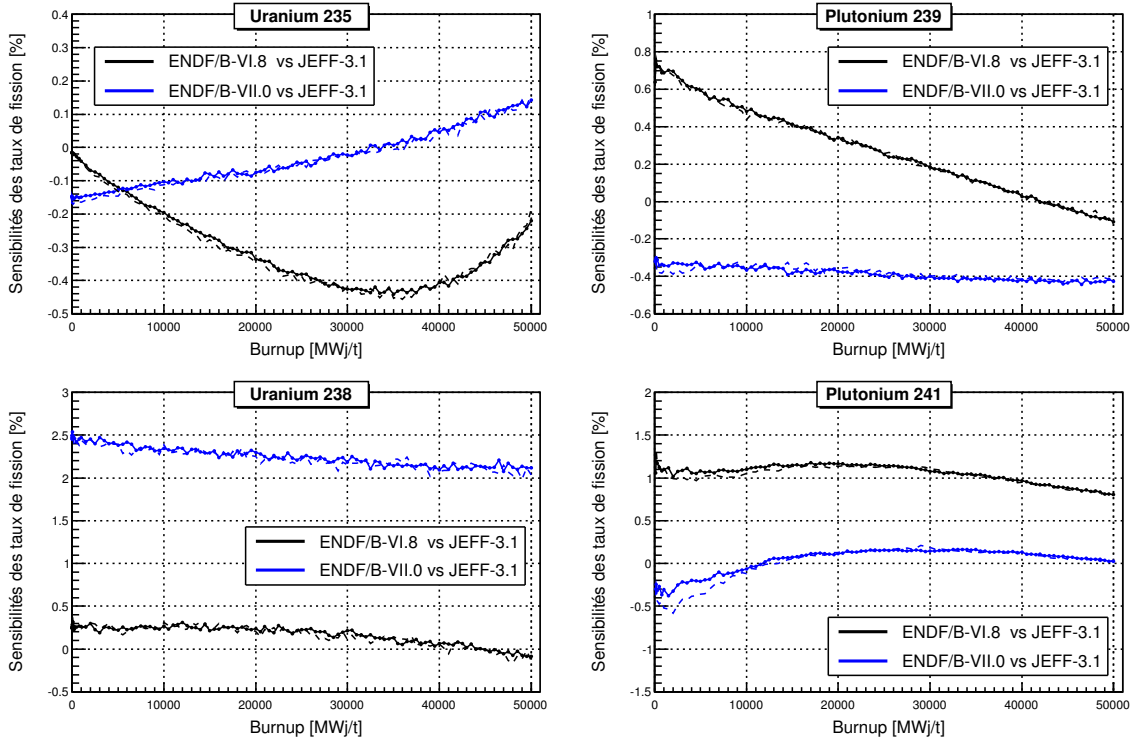 Uranium 235
Sensibilités des taux de fission [%]
0.4
0.3
0.2
0.1
0
-0.1
-0.2
-0.3
-0.4
-0.5
ENDF/B-VI.8 vs JEFF-3.1
ENDF/B-VII.0 vs JEFF-3.1
0 10000 20000 30000 40000 50000
Burnup [MWj/t]
Plutonium 239
Sensibilités des taux de fission [%]
1
0.8
0.6
0.4
0.2
0
-0.2
-0.4
-0.6
ENDF/B-VI.8 vs JEFF-3.1
ENDF/B-VII.0 vs JEFF-3.1
0 10000 20000 30000 40000 50000
Burnup [MWj/t]
Uranium 238
Sensibilités des taux de fission [%]
3
2.5
2
1.5
1
0.5
0
-0.5
ENDF/B-VI.8 vs JEFF-3.1
ENDF/B-VII.0 vs JEFF-3.1
0 10000 20000 30000 40000 50000
Burnup [MWj/t]
Plutonium 241
Sensibilités des taux de fission [%]
2
1.5
1
0.5
0
-0.5
-1
-1.5
ENDF/B-VI.8 vs JEFF-3.1
ENDF/B-VII.0 vs JEFF-3.1
0 10000 20000 30000 40000 50000
Burnup [MWj/t]